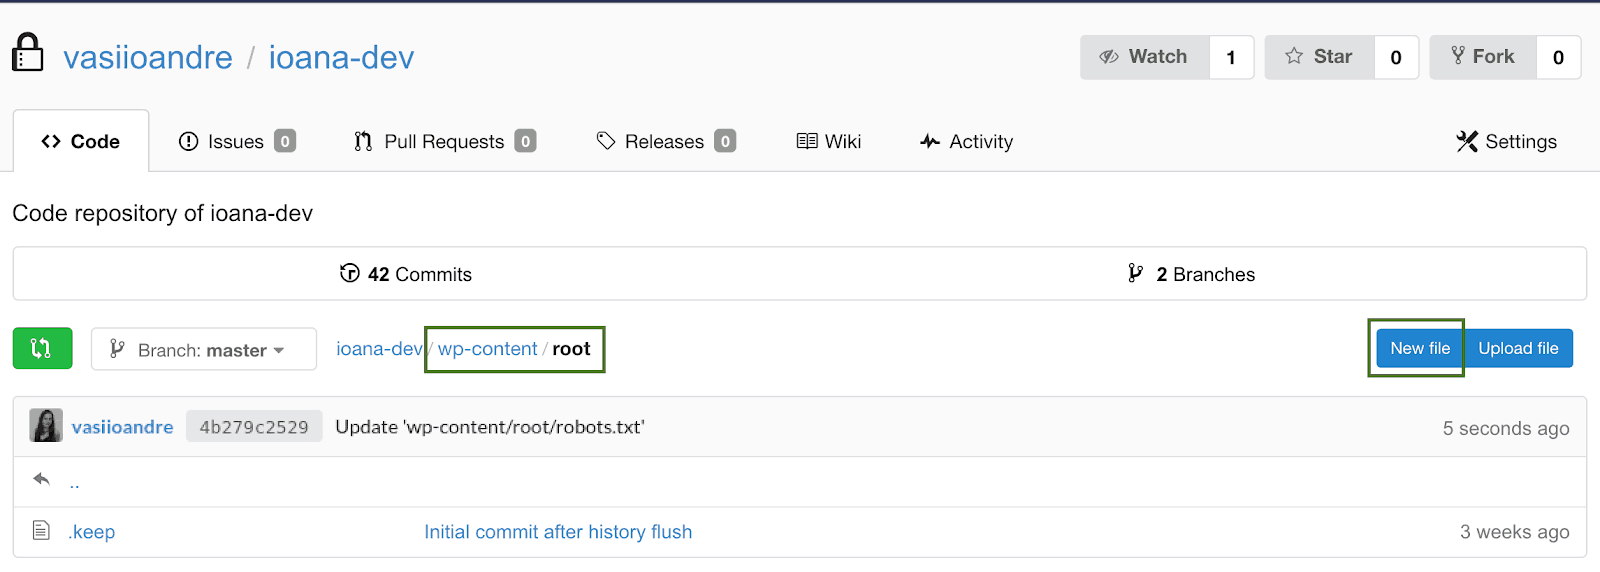 vasiioandre / ioana-dev
Watch 1 Star 0 Fork 0
Code Issues 0 Pull Requests 0 Releases 0 Wiki Activity Settings
Code repository of ioana-dev
42 Commits 2 Branches
Branch: master ioana-dev / wp-content / root New file Upload file
vasiioandre 4b279c2529 Update 'wp-content/root/robots.txt' 5 seconds ago
..
.keep Initial commit after history flush 3 weeks ago